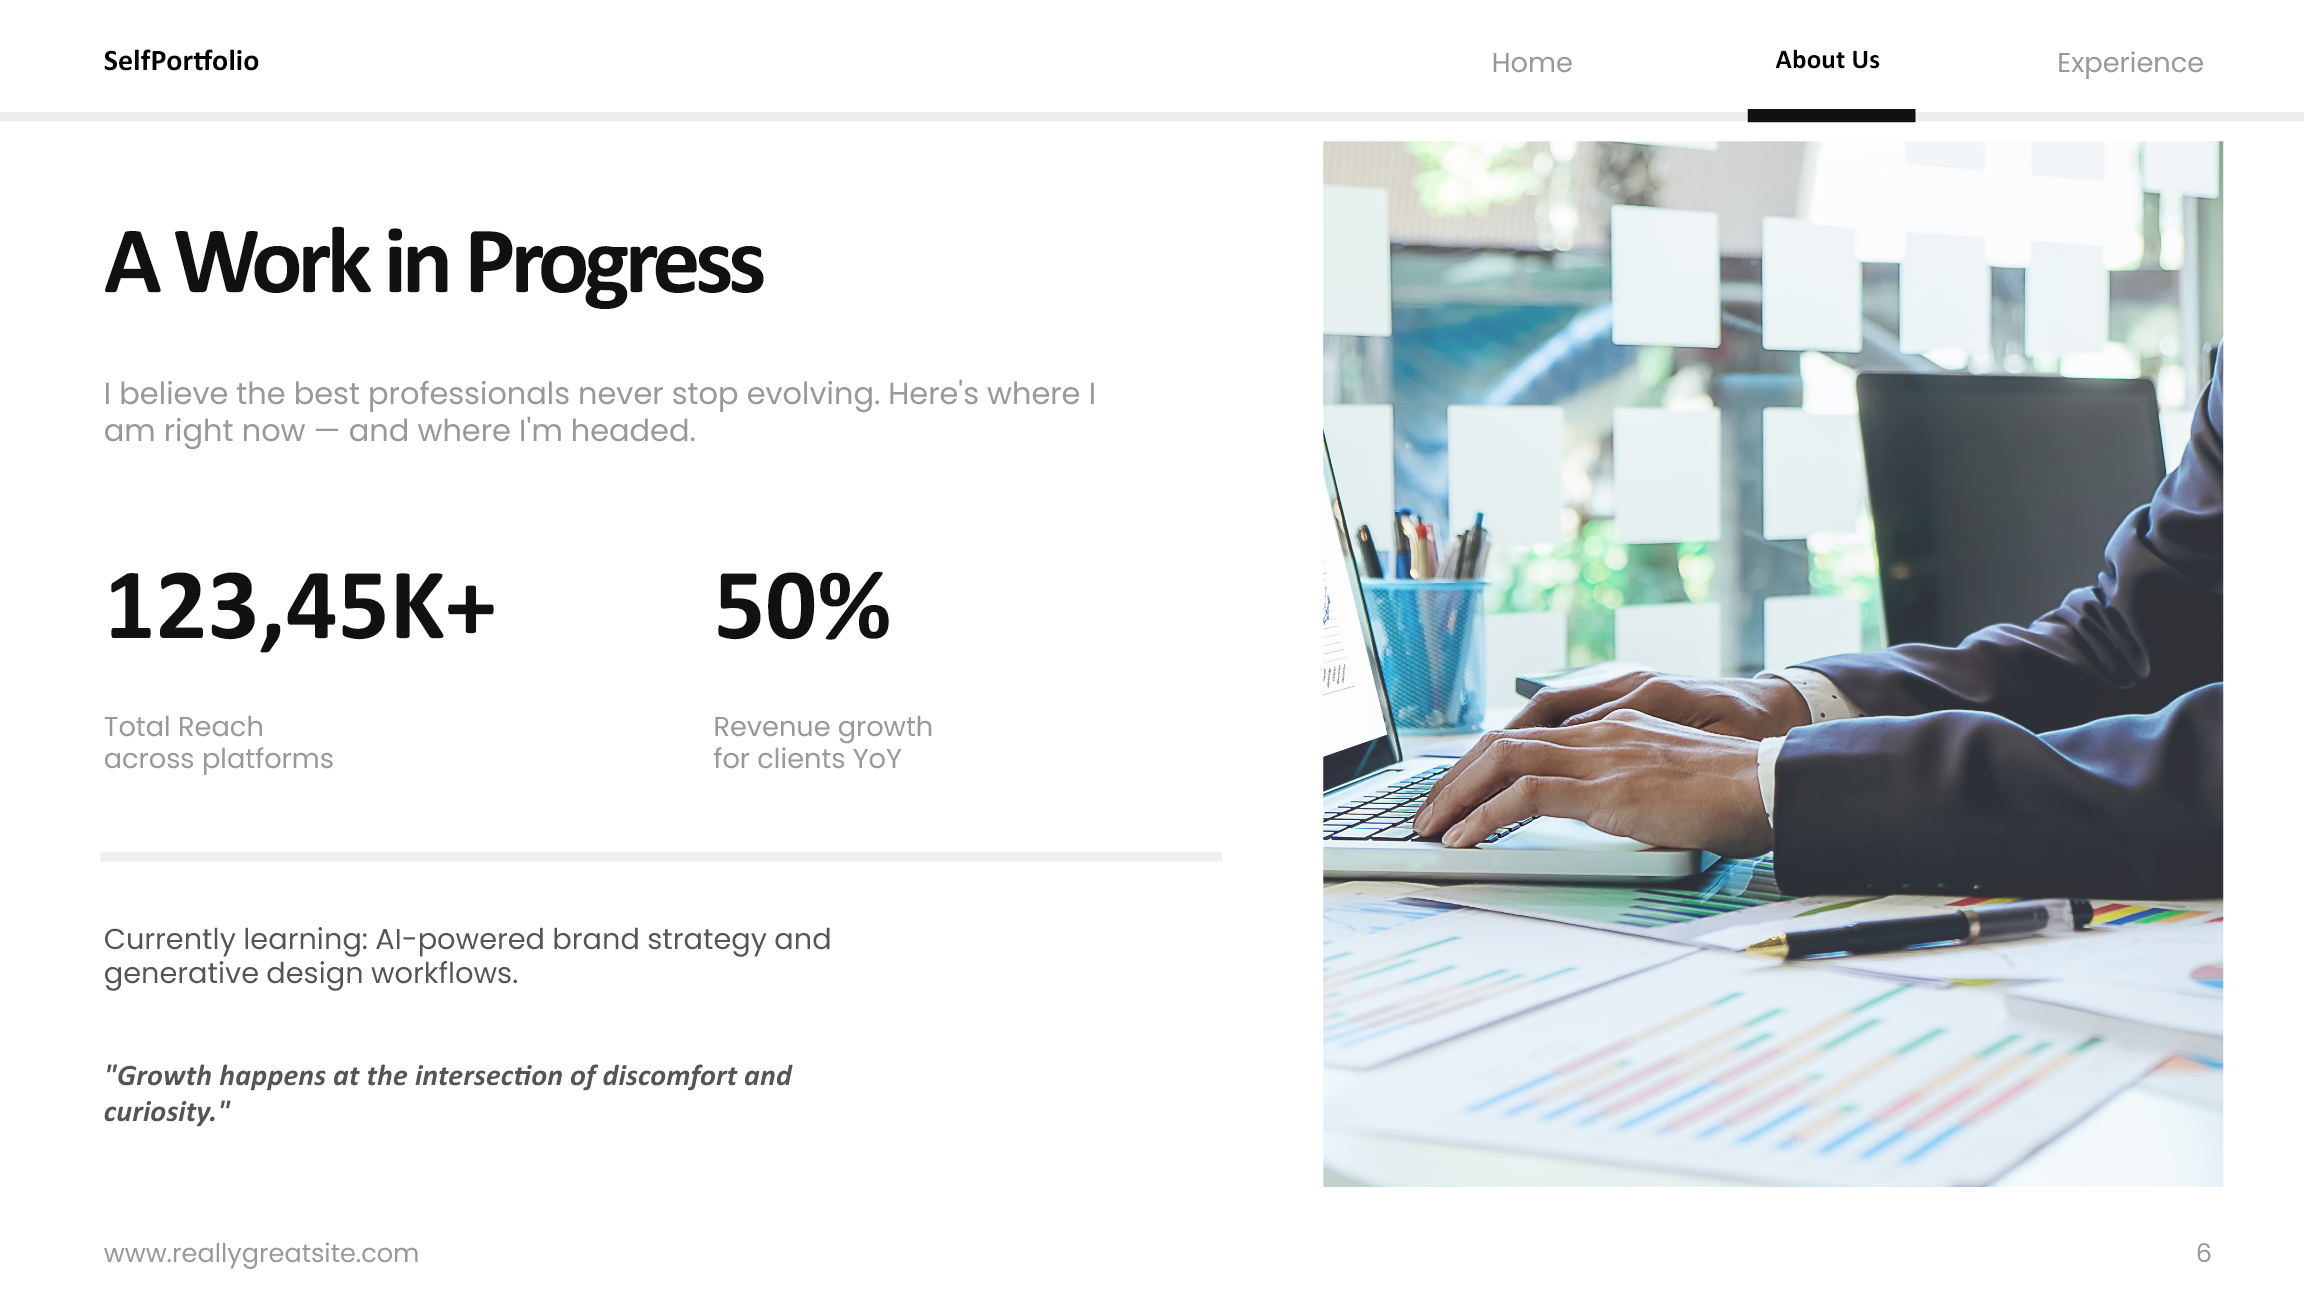 SelfPortfolio
Home
About Us
Experience
A Work in Progress
I believe the best professionals never stop evolving. Here's where I
am right now — and where I'm headed.
123,45K+
50%
Total Reach
across platforms
Revenue growth
for clients YoY
Currently learning: AI-powered brand strategy and
generative design workflows.
"Growth happens at the intersection of discomfort and
curiosity."
www.reallygreatsite.com
6